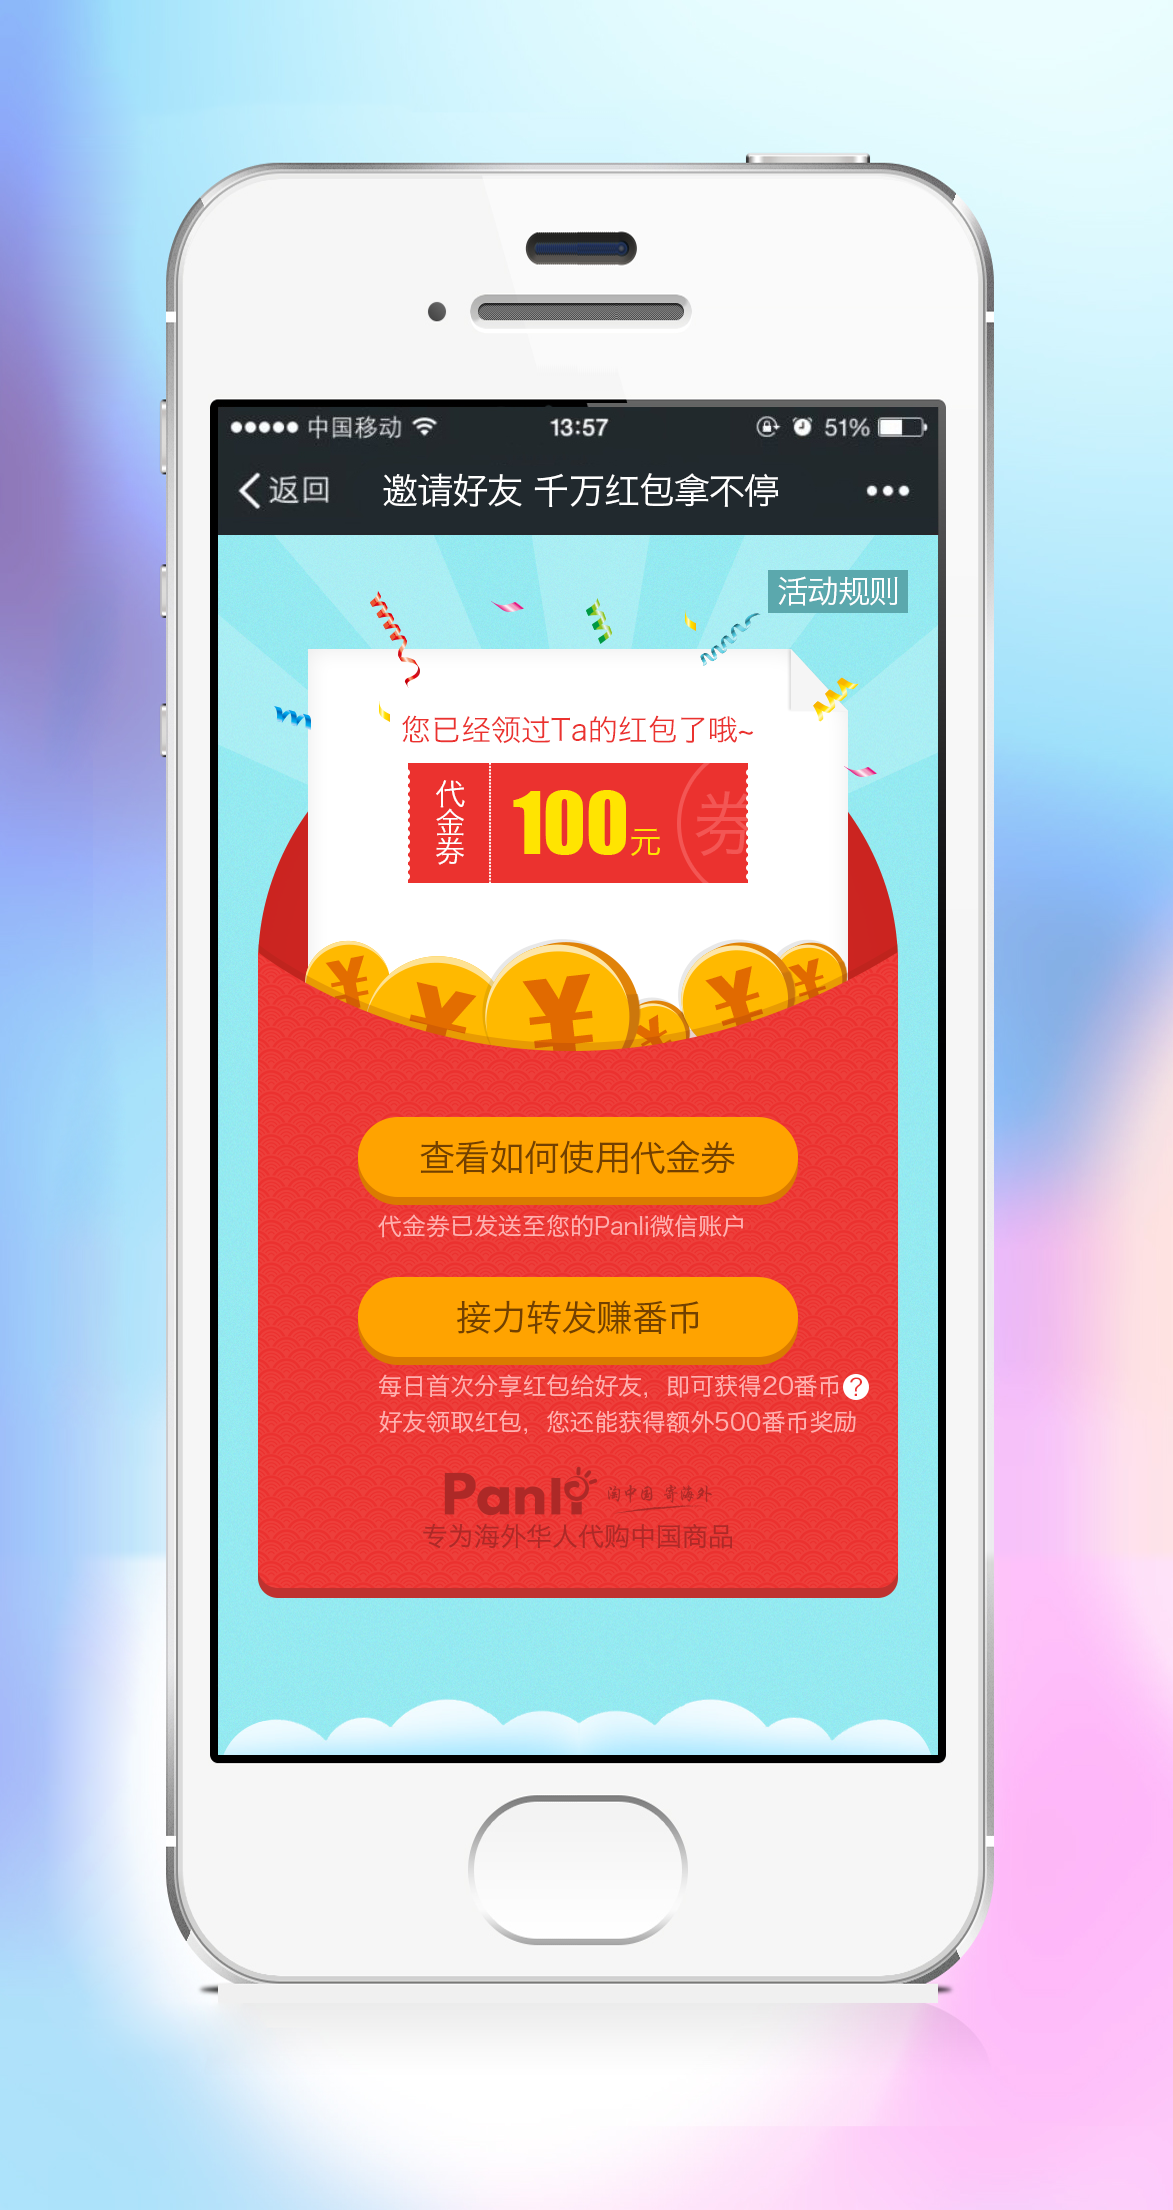 中国移动 13:57 51%
返回 邀请好友 千万红包拿不停
活动规则
您已经领过Ta的红包了哦~
代金券 100元 券
¥ ¥ ¥ ¥ ¥ ¥
查看如何使用代金券
代金券已发送至您的Panli微信账户
接力转发赚番币
每日首次分享红包给好友，即可获得20番币?
好友领取红包，您还能获得额外500番币奖励
Panli 淘中国 寄海外
专为海外华人代购中国商品